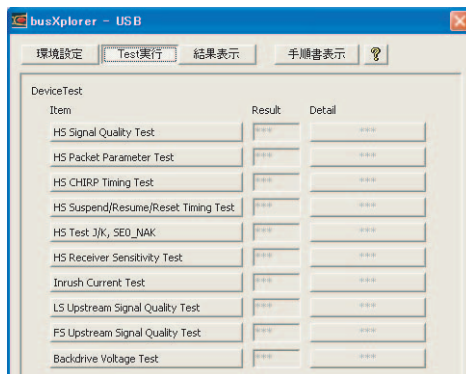 busXplorer - USB
環境設定 Test実行 結果表示 手順書表示 ?
DeviceTest
Item Result Detail
HS Signal Quality Test *** ***
HS Packet Parameter Test *** ***
HS CHIRP Timing Test *** ***
HS Suspend/Resume/Reset Timing Test *** ***
HS Test J/K, SE0_NAK *** ***
HS Receiver Sensitivity Test *** ***
Inrush Current Test *** ***
LS Upstream Signal Quality Test *** ***
FS Upstream Signal Quality Test *** ***
Backdrive Voltage Test *** ***